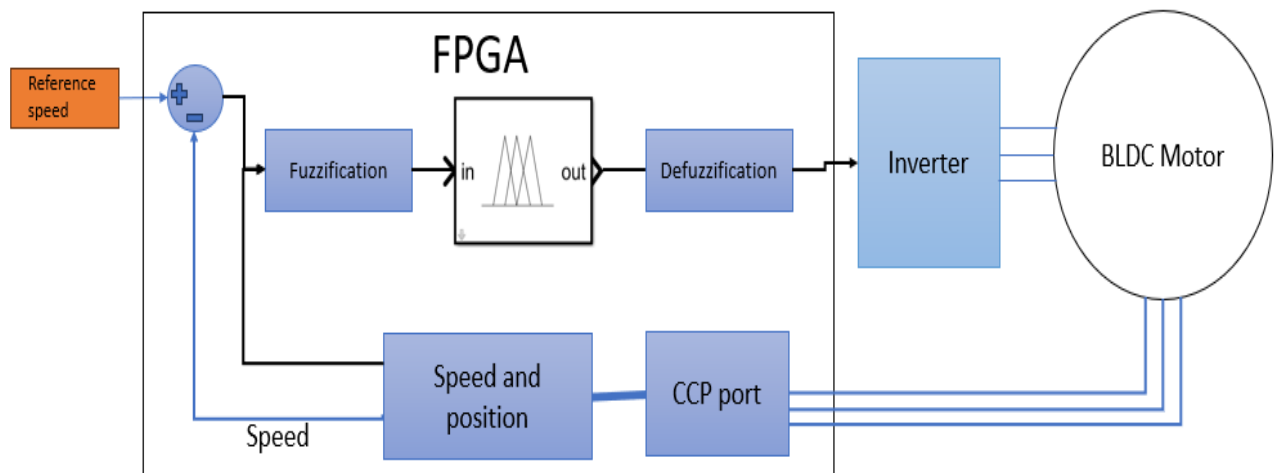 FPGA
Reference
speed
Fuzzification
in
out
Defuzzification
Inverter
BLDC Motor
Speed and
position
CCP port
Speed